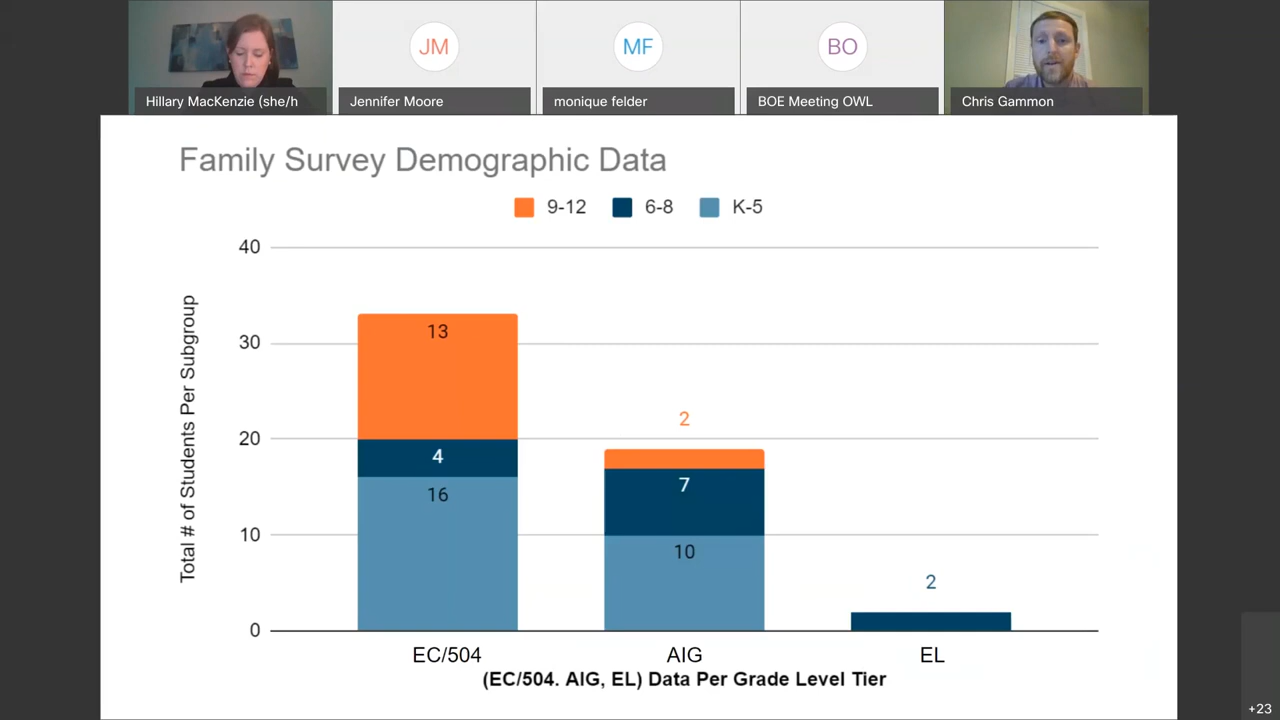 JM
MF
BO
Hillary MacKenzie (she/h
Jennifer Moore
monique felder
BOE Meeting OWL
Chris Gammon
Family Survey Demographic Data
9-12
6-8
K-5
Total # of Students Per Subgroup
40
30
20
10
0
13
4
16
2
7
10
2
EC/504
AIG
EL
(EC/504. AIG, EL) Data Per Grade Level Tier
+23